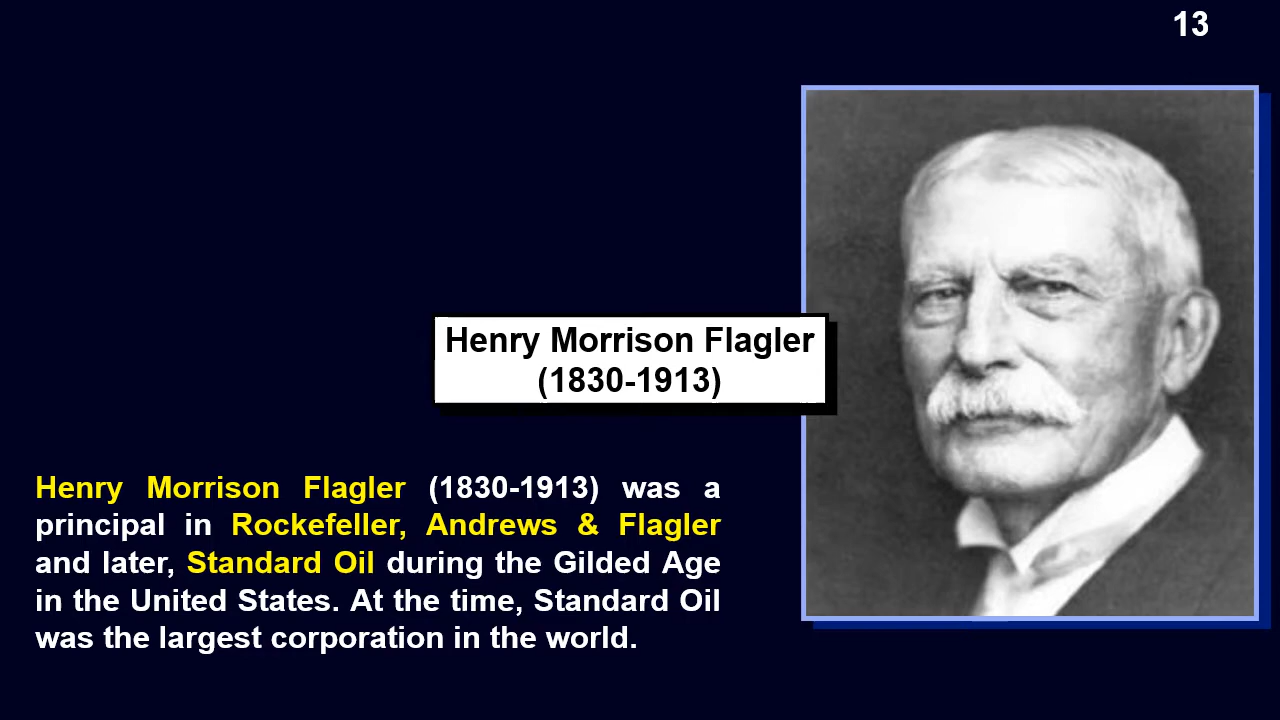 13
Henry Morrison Flagler
(1830-1913)
Henry Morrison Flagler (1830-1913) was a
principal in Rockefeller, Andrews & Flagler
and later, Standard Oil during the Gilded Age
in the United States. At the time, Standard Oil
was the largest corporation in the world.